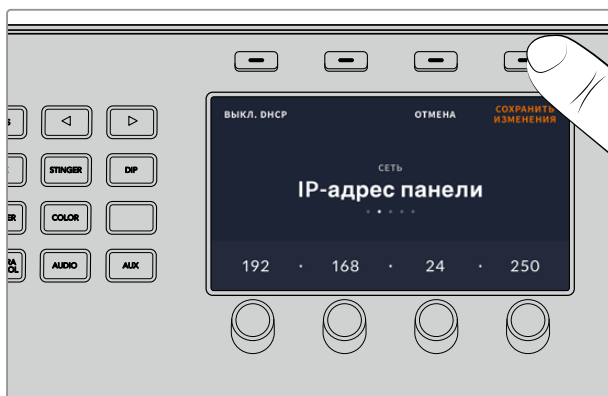 ВЫКЛ. DHCP
ОТМЕНА
СОХРАНИТЬ
ИЗМЕНЕНИЯ
СЕТЬ
IP-адрес панели
192 · 168 · 24 · 250
STINGER
DIP
COLOR
AUDIO
AUX